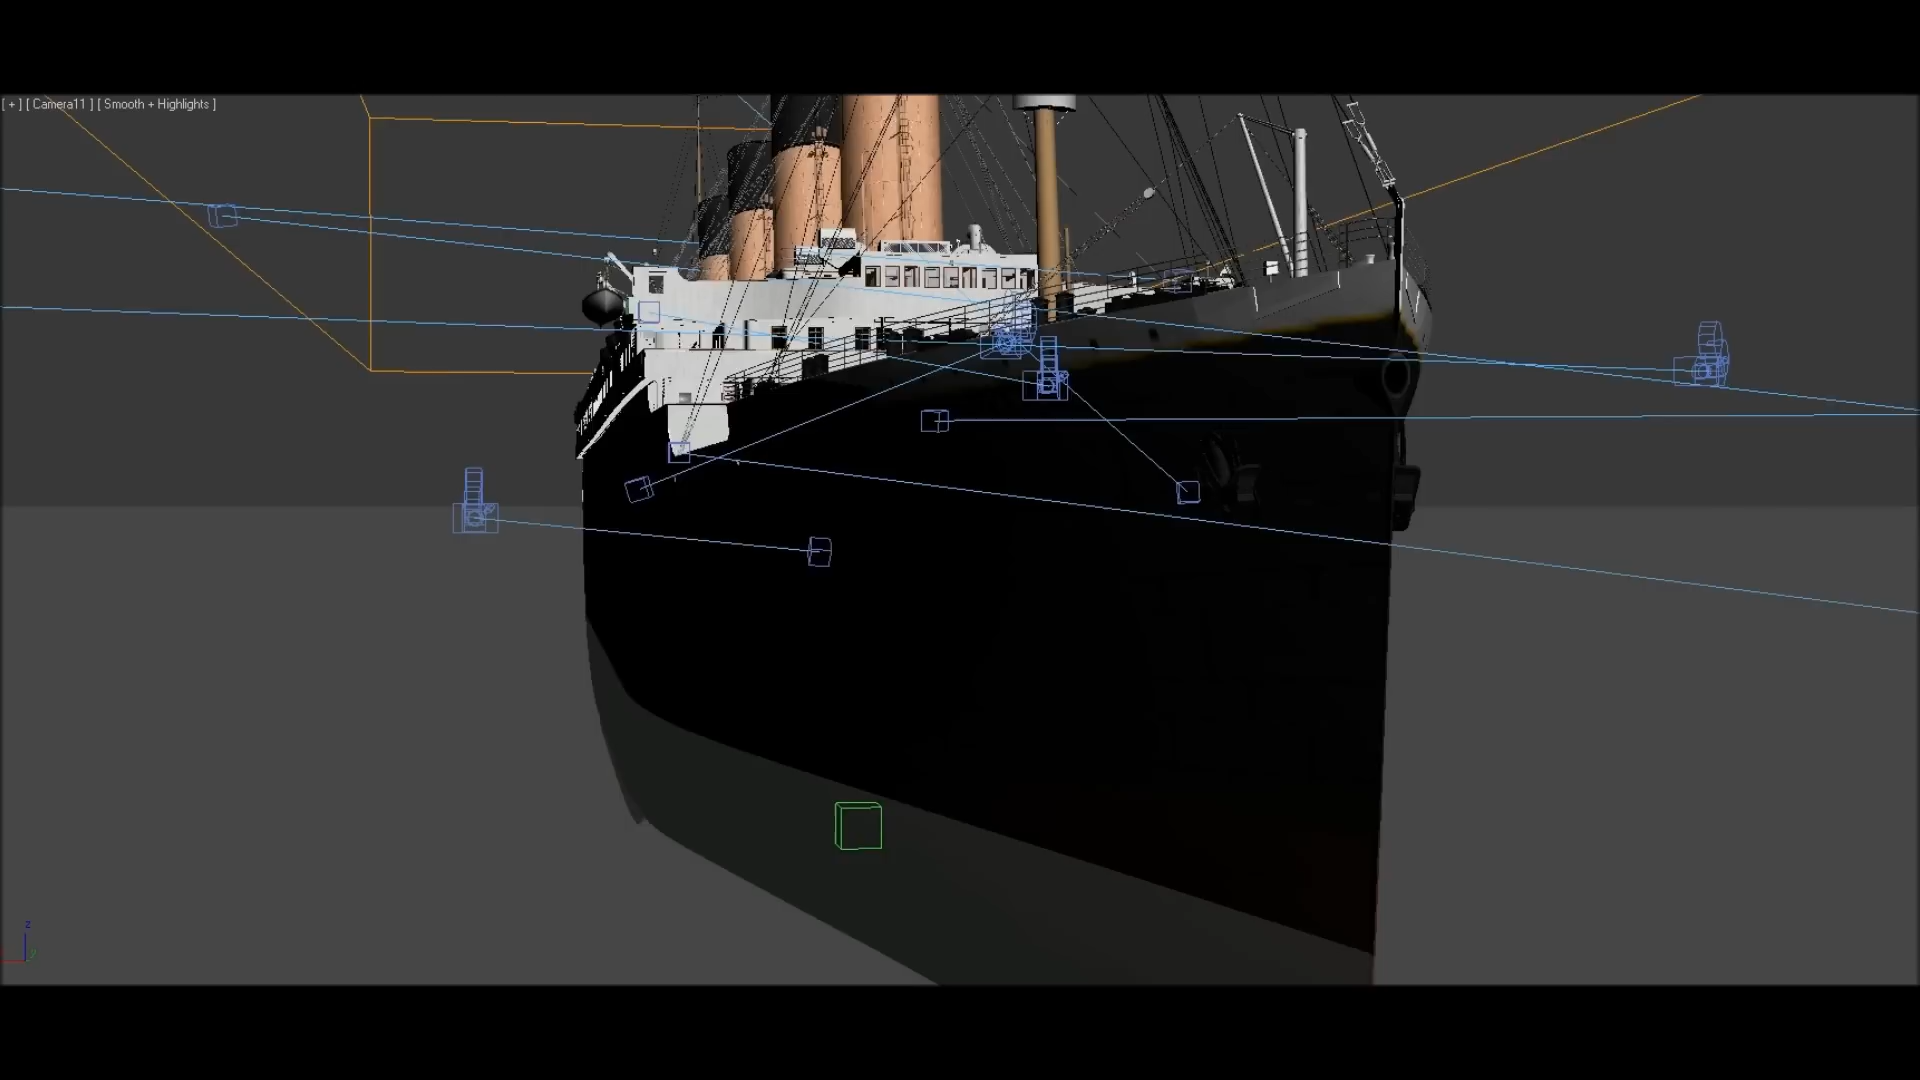 [ + ] [ Camera11 ] [ Smooth + Highlights ]
z
y